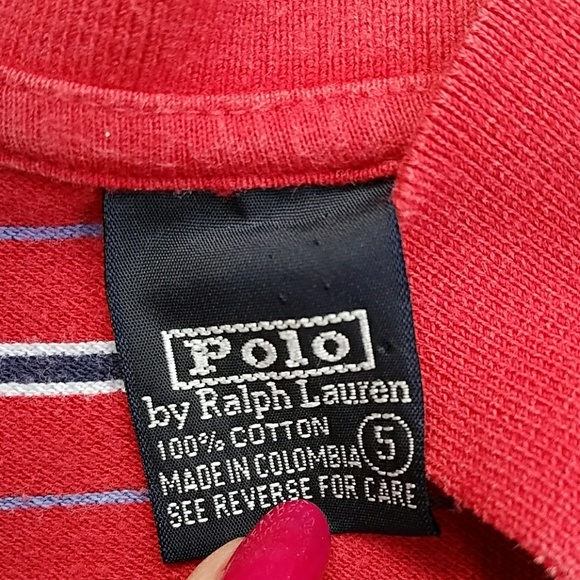 Polo
by Ralph Lauren
100% COTTON
MADE IN COLOMBIA 5
SEE REVERSE FOR CARE